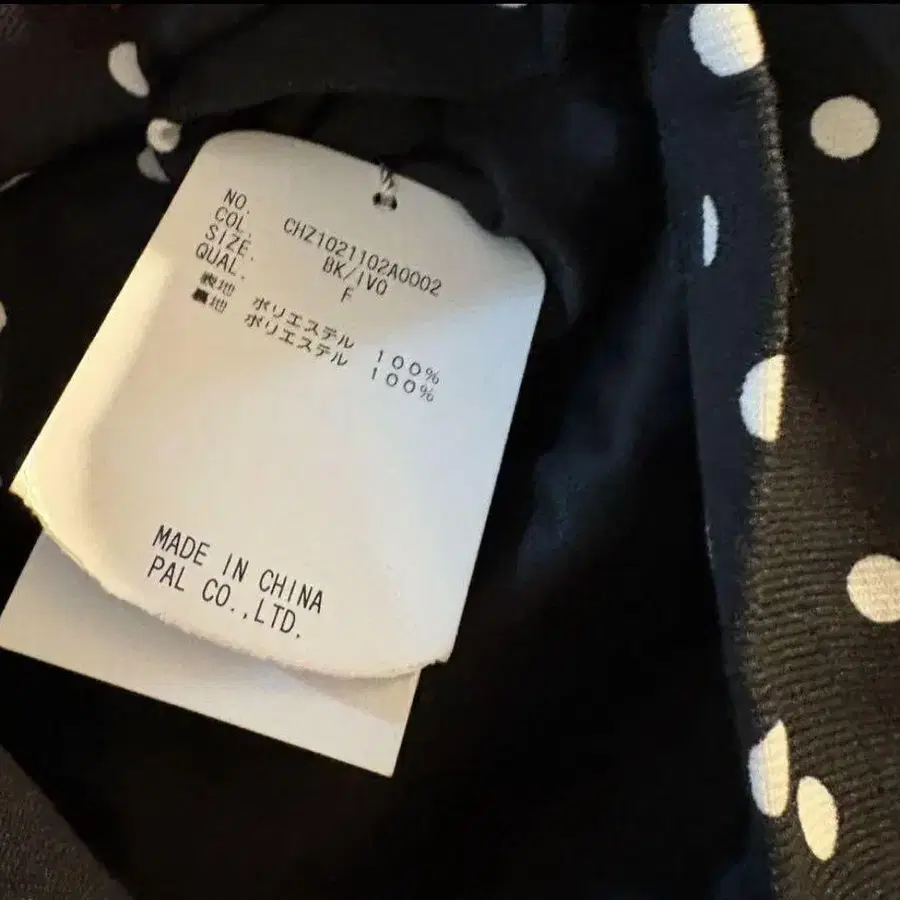 NO. CHZ1021102A0002
COL. BK/IVO
SIZE. F
QUAL.
表地 ポリエステル 100%
裏地 ポリエステル 100%
MADE IN CHINA
PAL CO.,LTD.